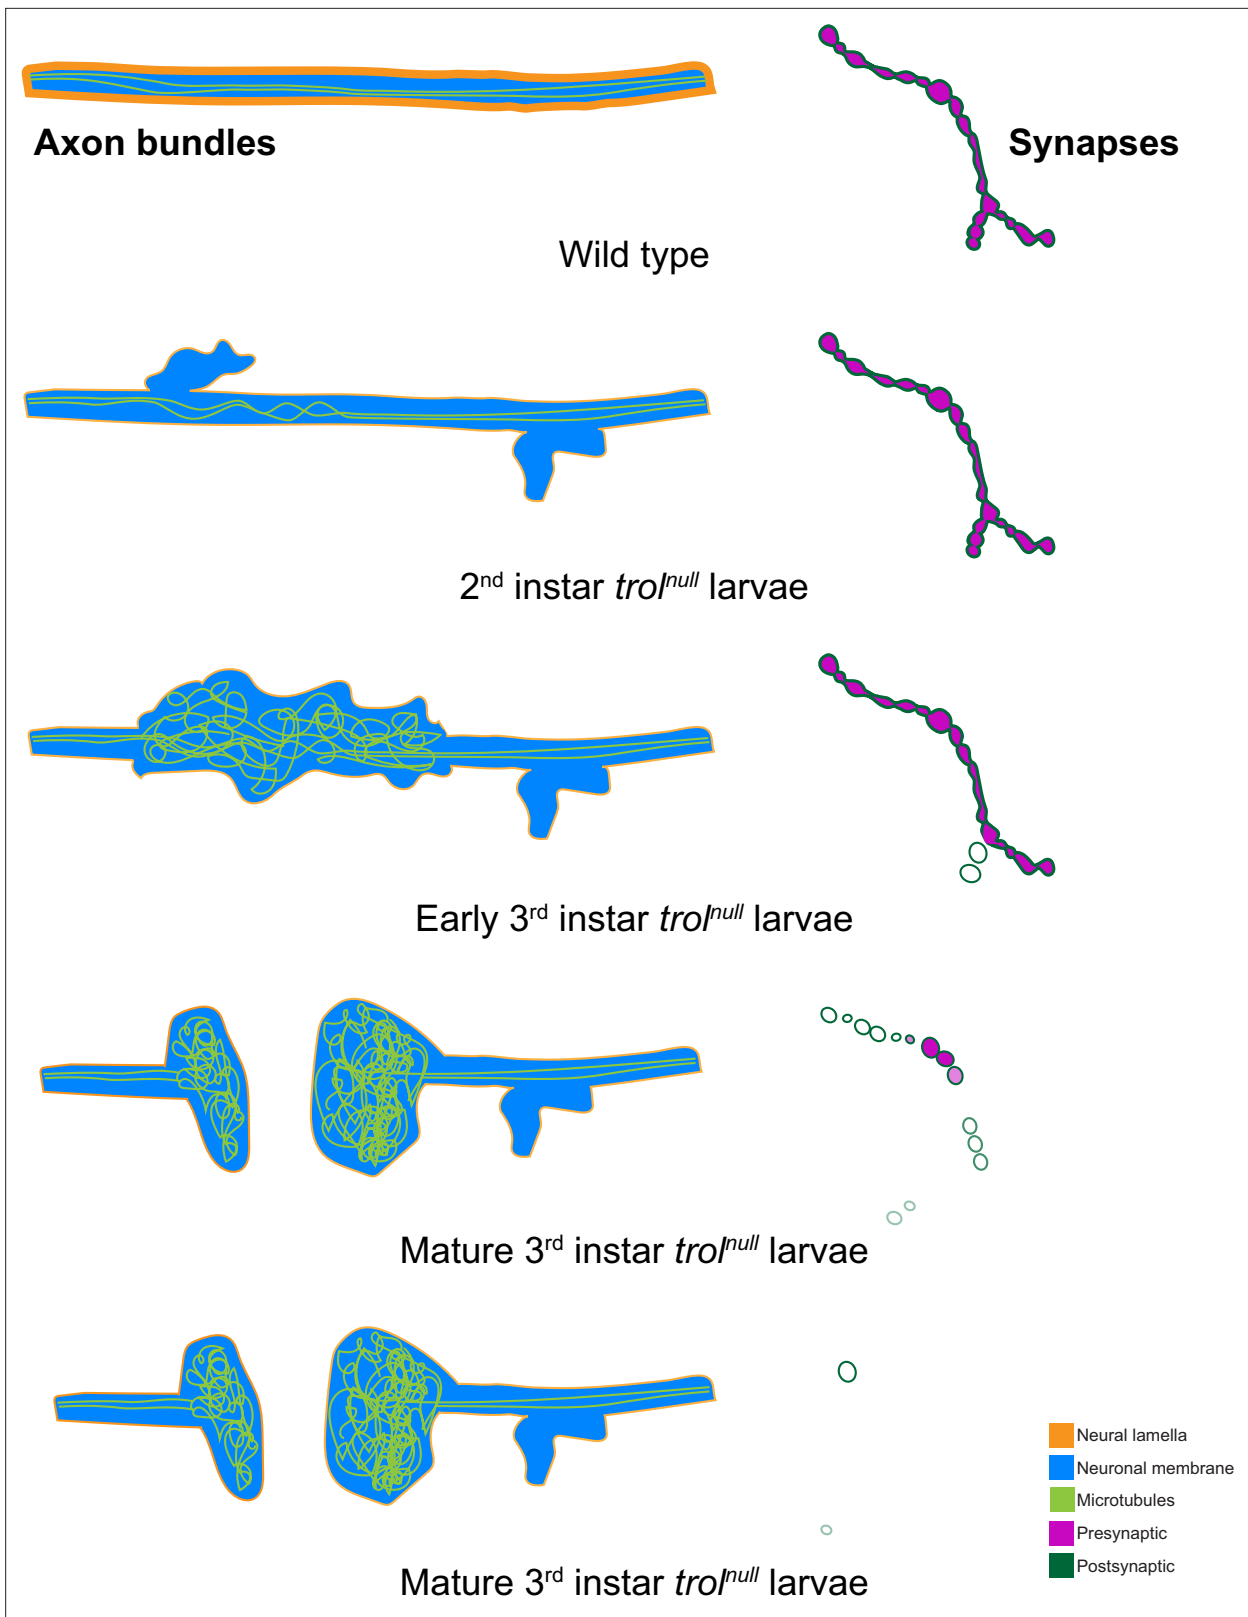 Axon bundles
Synapses
Wild type
2nd instar trolnull larvae
Early 3rd instar trolnull larvae
Mature 3rd instar trolnull larvae
Mature 3rd instar trolnull larvae
Neural lamella
Neuronal membrane
Microtubules
Presynaptic
Postsynaptic